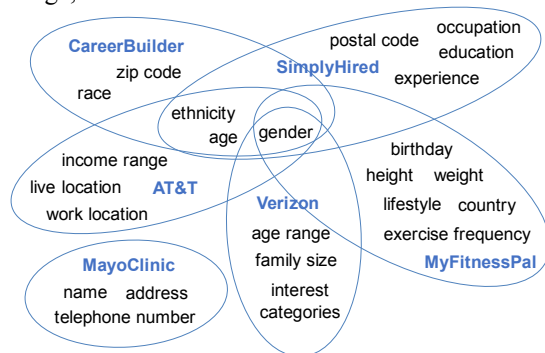 CareerBuilder
zip code
race
postal code
occupation
SimplyHired
education
experience
ethnicity
age
gender
income range
live location
AT&T
work location
birthday
height weight
lifestyle country
exercise frequency
MyFitnessPal
Verizon
age range
family size
interest
categories
MayoClinic
name address
telephone number